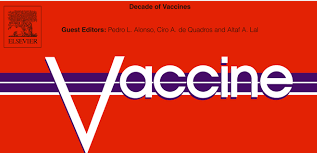 Decade of Vaccines
Guest Editors: Pedro L. Alonso, Ciro A. de Quadros and Altaf A. Lal
ELSEVIER
Vaccine